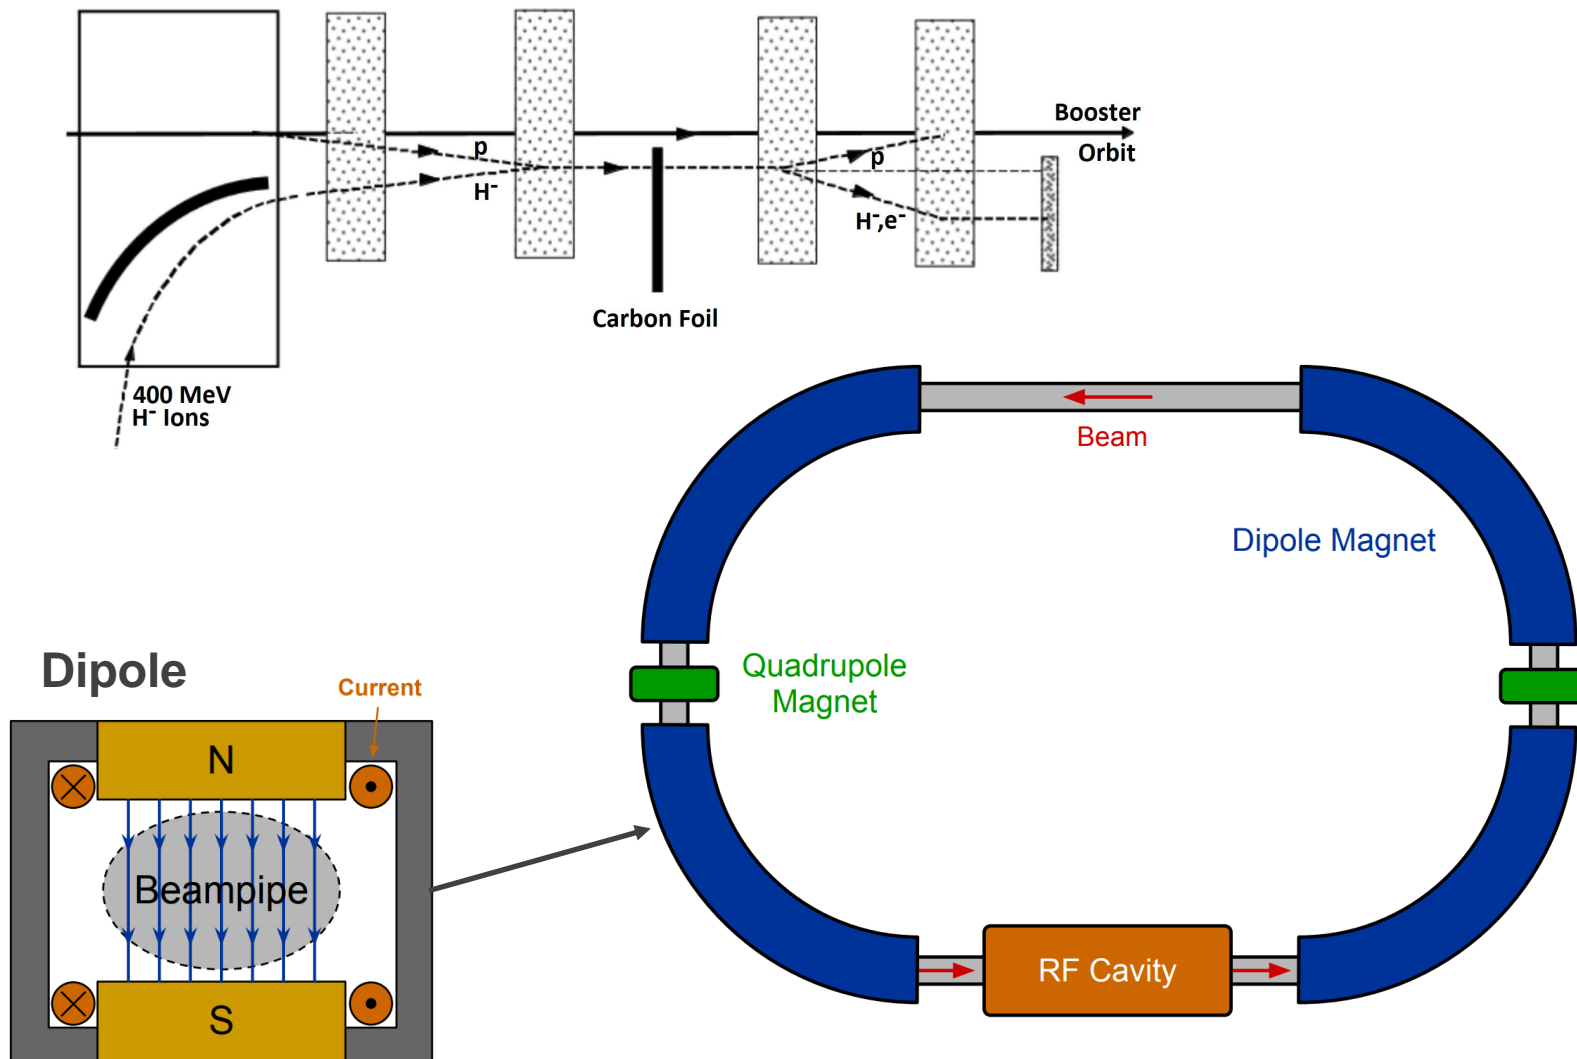 Booster
Orbit
p
H⁻
p
H⁻,e⁻
Carbon Foil
400 MeV
H⁻ Ions
Beam
Dipole Magnet
Quadrupole
Magnet
Dipole
Current
N
Beampipe
S
RF Cavity